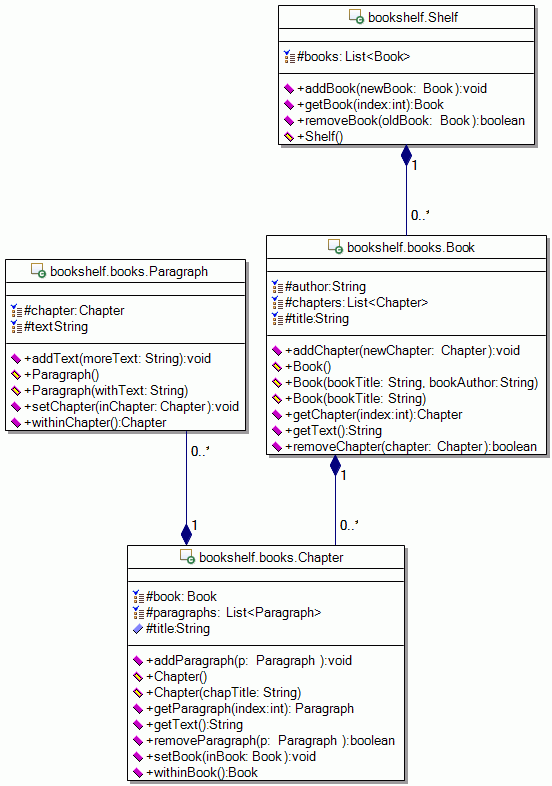 bookshelf.Shelf
#books: List<Book>
+addBook(newBook: Book):void
+getBook(index:int):Book
+removeBook(oldBook: Book):boolean
+Shelf()
1
0..*
bookshelf.books.Book
#author:String
#chapters:List<Chapter>
#title:String
+addChapter(newChapter: Chapter):void
+Book()
+Book(bookTitle: String, bookAuthor:String)
+Book(bookTitle: String)
+getChapter(index:int):Chapter
+getText():String
+removeChapter(chapter: Chapter):boolean
1
0..*
bookshelf.books.Paragraph
#chapter:Chapter
#textString
+addText(moreText: String):void
+Paragraph()
+Paragraph(withText: String)
+setChapter(inChapter: Chapter):void
+withinChapter():Chapter
0..*
1
bookshelf.books.Chapter
#book: Book
#paragraphs: List<Paragraph>
#title:String
+addParagraph(p: Paragraph ):void
+Chapter()
+Chapter(chapTitle: String)
+getParagraph(index:int): Paragraph
+getText():String
+removeParagraph(p: Paragraph ):boolean
+setBook(inBook: Book):void
+withinBook():Book